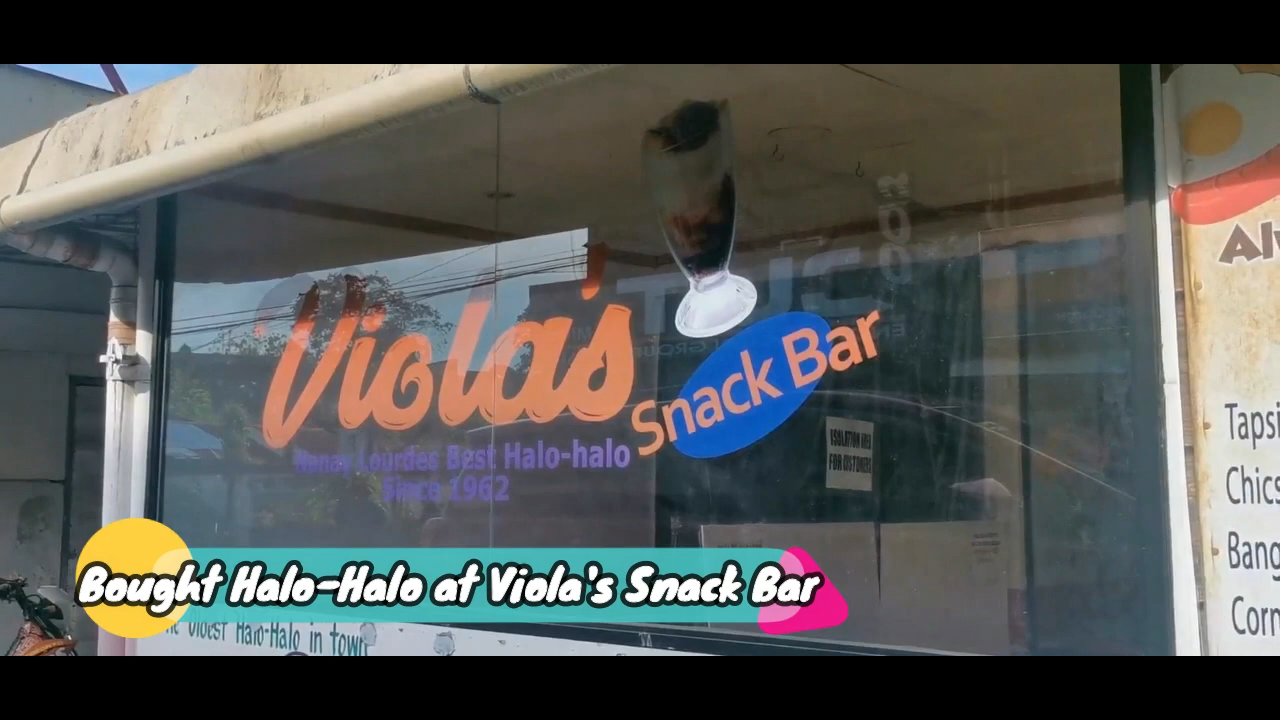 Viola's
Snack Bar
Nanay Lourdes Best Halo-halo
Since 1962
ISOLATION AREA
FOR CUSTOMERS
Bought Halo-Halo at Viola's Snack Bar
oldest Halo-Halo in town
Tapsi
Chics
Bang
Corn